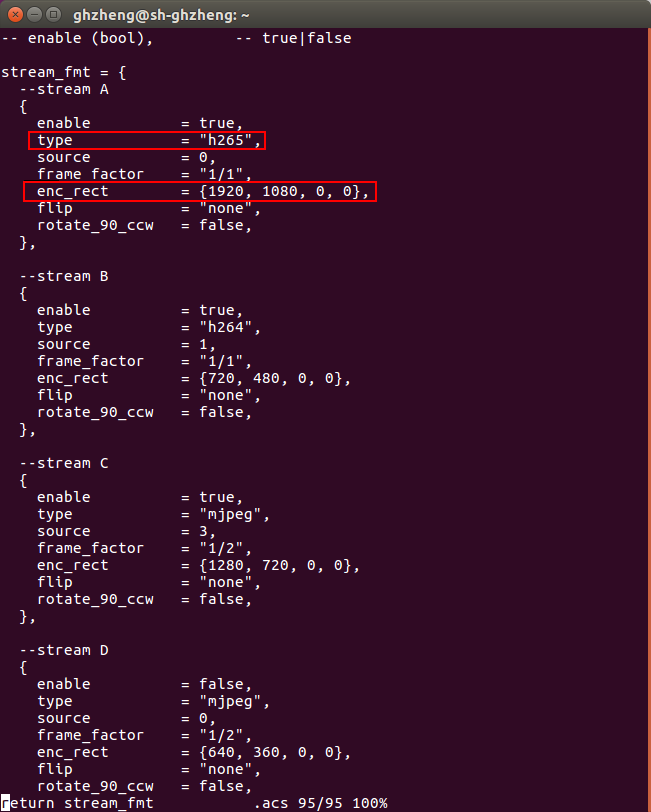 ghzheng@sh-ghzheng: ~
-- enable (bool),         -- true|false
stream_fmt = {
  --stream A
  {
    enable          = true,
    type            = "h265",
    source          = 0,
    frame_factor    = "1/1",
    enc_rect        = {1920, 1080, 0, 0},
    flip            = "none",
    rotate_90_ccw   = false,
  },
  --stream B
  {
    enable          = true,
    type            = "h264",
    source          = 1,
    frame_factor    = "1/1",
    enc_rect        = {720, 480, 0, 0},
    flip            = "none",
    rotate_90_ccw   = false,
  },
  --stream C
  {
    enable          = true,
    type            = "mjpeg",
    source          = 3,
    frame_factor    = "1/2",
    enc_rect        = {1280, 720, 0, 0},
    flip            = "none",
    rotate_90_ccw   = false,
  },
  --stream D
  {
    enable          = false,
    type            = "mjpeg",
    source          = 0,
    frame_factor    = "1/2",
    enc_rect        = {640, 360, 0, 0},
    flip            = "none",
    rotate_90_ccw   = false,
return stream_fmt           .acs 95/95 100%